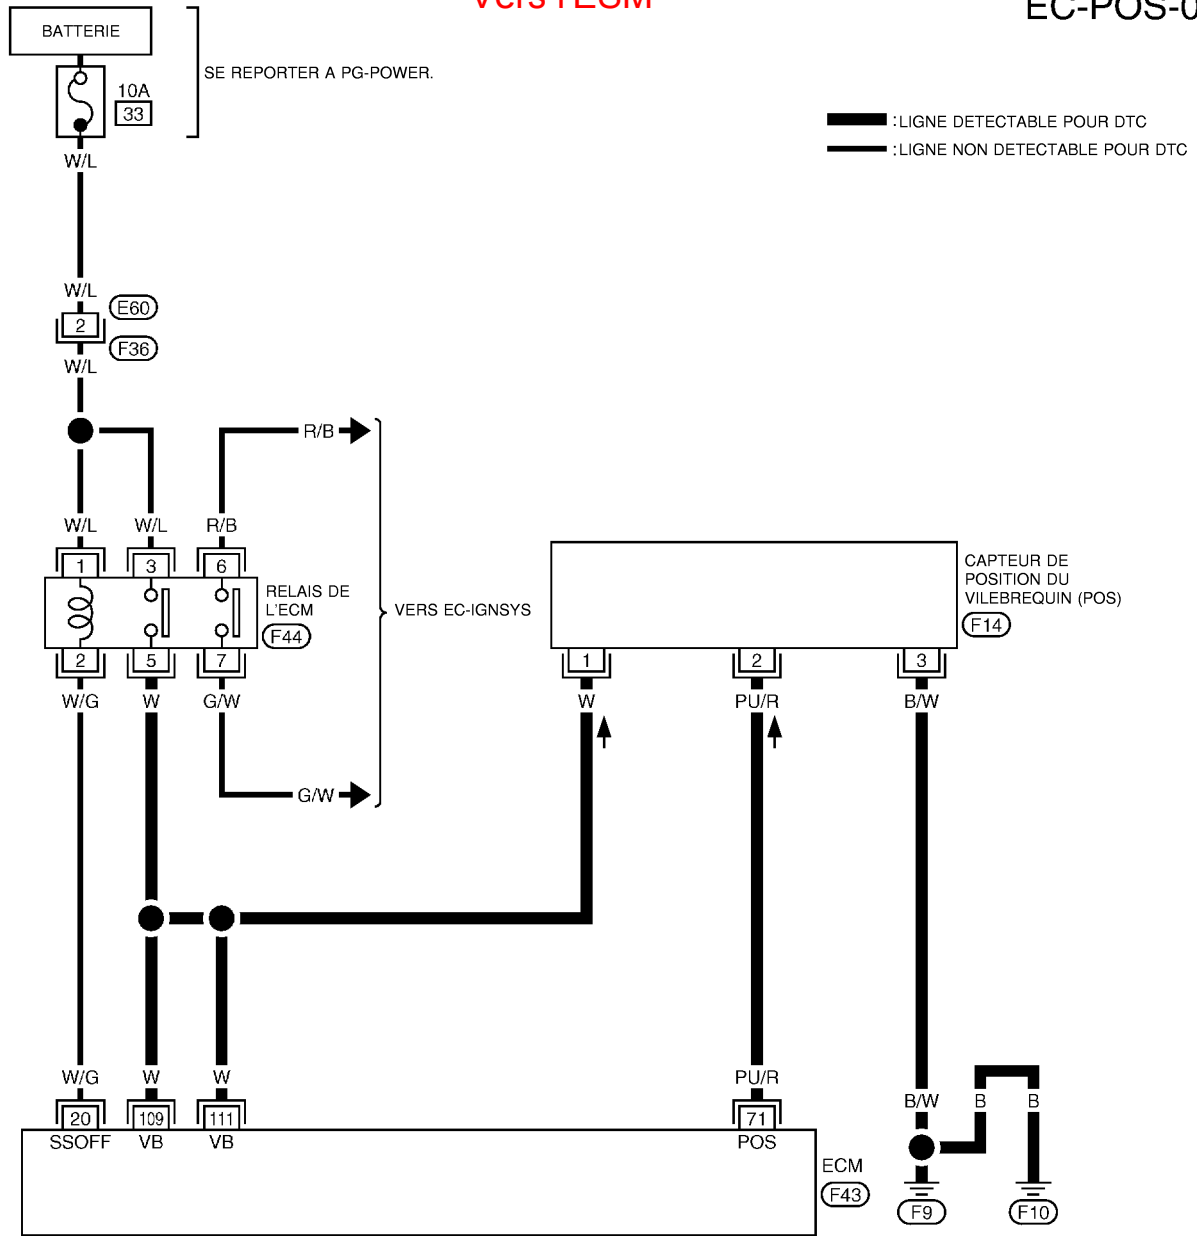 Vers l'ECM
EC-POS-0
BATTERIE
SE REPORTER A PG-POWER.
10A
33
:LIGNE DETECTABLE POUR DTC
:LIGNE NON DETECTABLE POUR DTC
W/L
W/L
E60
2
F36
W/L
R/B
W/L W/L R/B
1 3 6
RELAIS DE
L'ECM
F44
VERS EC-IGNSYS
CAPTEUR DE
POSITION DU
VILEBREQUIN (POS)
F14
2 5 7
1 2 3
W/G W G/W
W PU/R B/W
G/W
W/G W W PU/R
B/W B B
20 109 111 71
SSOFF VB VB POS
ECM
F43
F9 F10